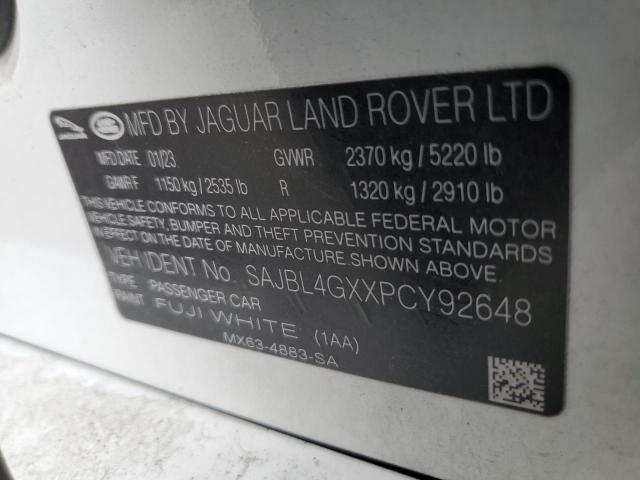 MFD BY JAGUAR LAND ROVER LTD
MFD DATE 01/23 GVWR 2370 kg / 5220 lb
GAWR F 1150 kg / 2535 lb R 1320 kg / 2910 lb
THIS VEHICLE CONFORMS TO ALL APPLICABLE FEDERAL MOTOR
VEHICLE SAFETY, BUMPER AND THEFT PREVENTION STANDARDS
IN EFFECT ON THE DATE OF MANUFACTURE SHOWN ABOVE.
VEH IDENT No. SAJBL4GXXPCY92648
TYPE: PASSENGER CAR
PAINT FUJI WHITE (1AA)
MX63-4883-SA